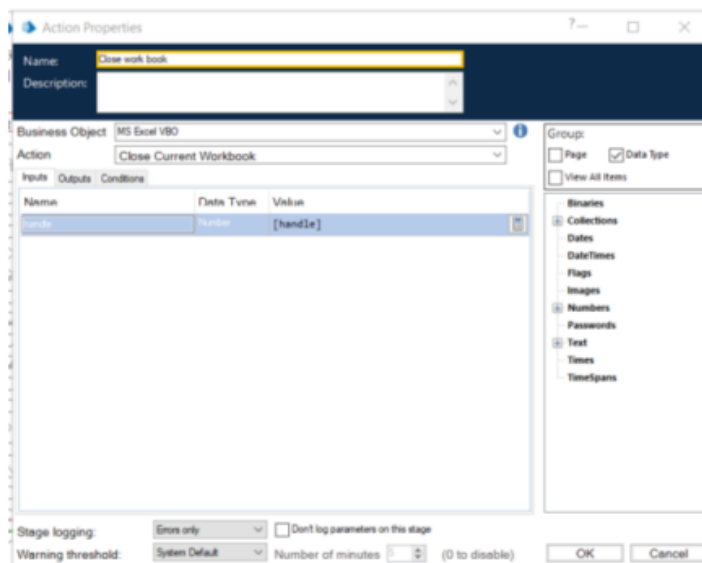 Action Properties
?
Name:
Close work book
Description:
Business Object
MS Excel VBO
Action
Close Current Workbook
Inputs Outputs Conditions
Name Data Type Value
handle Number [handle]
Group:
Page Data Type
View All Items
Binaries
Collections
Dates
DateTimes
Flags
Images
Numbers
Passwords
Text
Times
TimeSpans
Stage logging:
Errors only
Don't log parameters on this stage
Warning threshold:
System Default
Number of minutes 5 (0 to disable)
OK Cancel